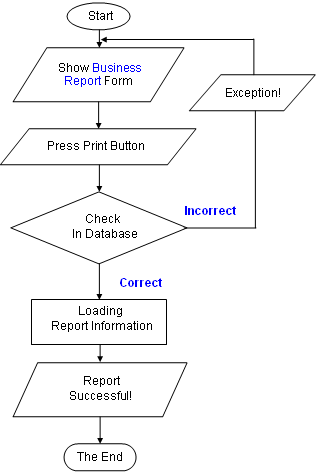 Start
Show Business
Report Form
Exception!
Press Print Button
Incorrect
Check
In Database
Correct
Loading
Report Information
Report
Successful!
The End